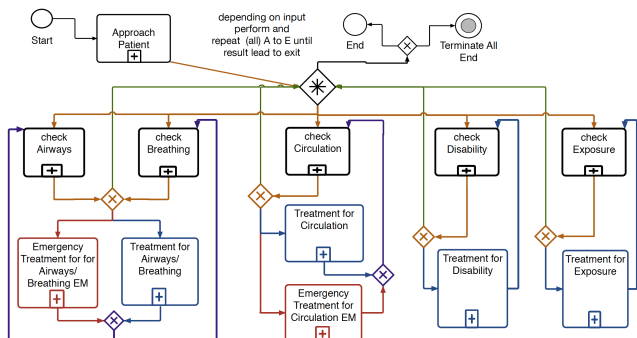 Start
Approach
Patient
depending on input
perform and
repeat (all) A to E until
result lead to exit
End
Terminate All
End
check
Airways
check
Breathing
check
Circulation
check
Disability
check
Exposure
Emergency
Treatment for for
Airways/
Breathing EM
Treatment for
Airways/
Breathing
Treatment for
Circulation
Emergency
Treatment for
Circulation EM
Treatment for
Disability
Treatment for
Exposure